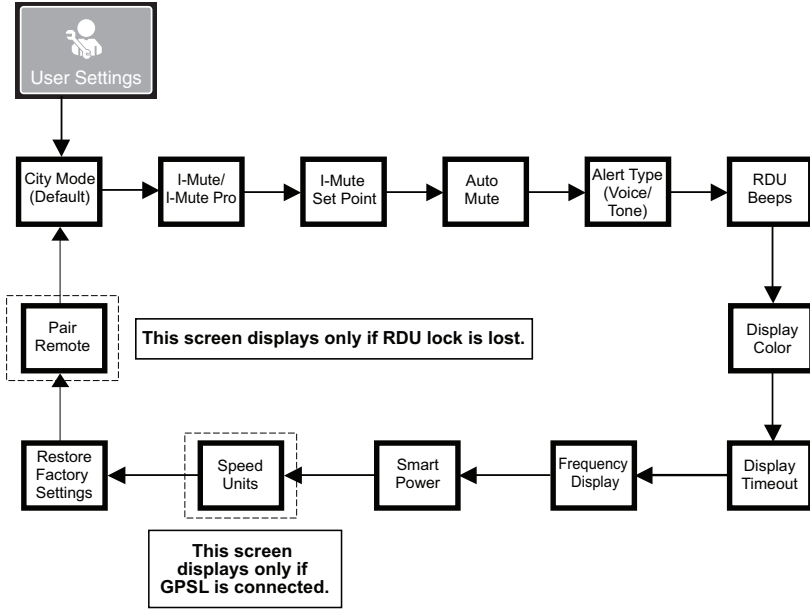 User Settings
City Mode
(Default)
I-Mute/
I-Mute Pro
I-Mute
Set Point
Auto
Mute
Alert Type
(Voice/
Tone)
RDU
Beeps
Pair
Remote
This screen displays only if RDU lock is lost.
Display
Color
Restore
Factory
Settings
Speed
Units
Smart
Power
Frequency
Display
Display
Timeout
This screen
displays only if
GPSL is connected.